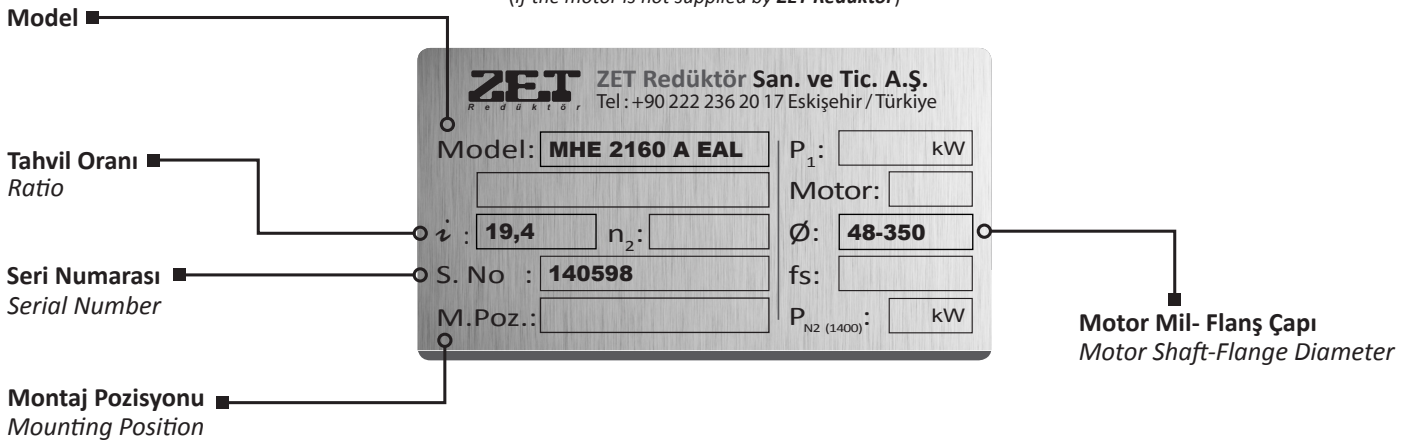 (if the motor is not supplied by ZET Redüktör)
Model
ZET
Redüktör
ZET Redüktör San. ve Tic. A.Ş.
Tel : +90 222 236 20 17 Eskişehir / Türkiye
Model: MHE 2160 A EAL
P1: kW
Tahvil Oranı
Ratio
Motor:
i : 19,4 n2:
Ø: 48-350
Seri Numarası
Serial Number
S. No : 140598
fs:
M.Poz.:
PN2 (1400): kW
Motor Mil- Flanş Çapı
Motor Shaft-Flange Diameter
Montaj Pozisyonu
Mounting Position